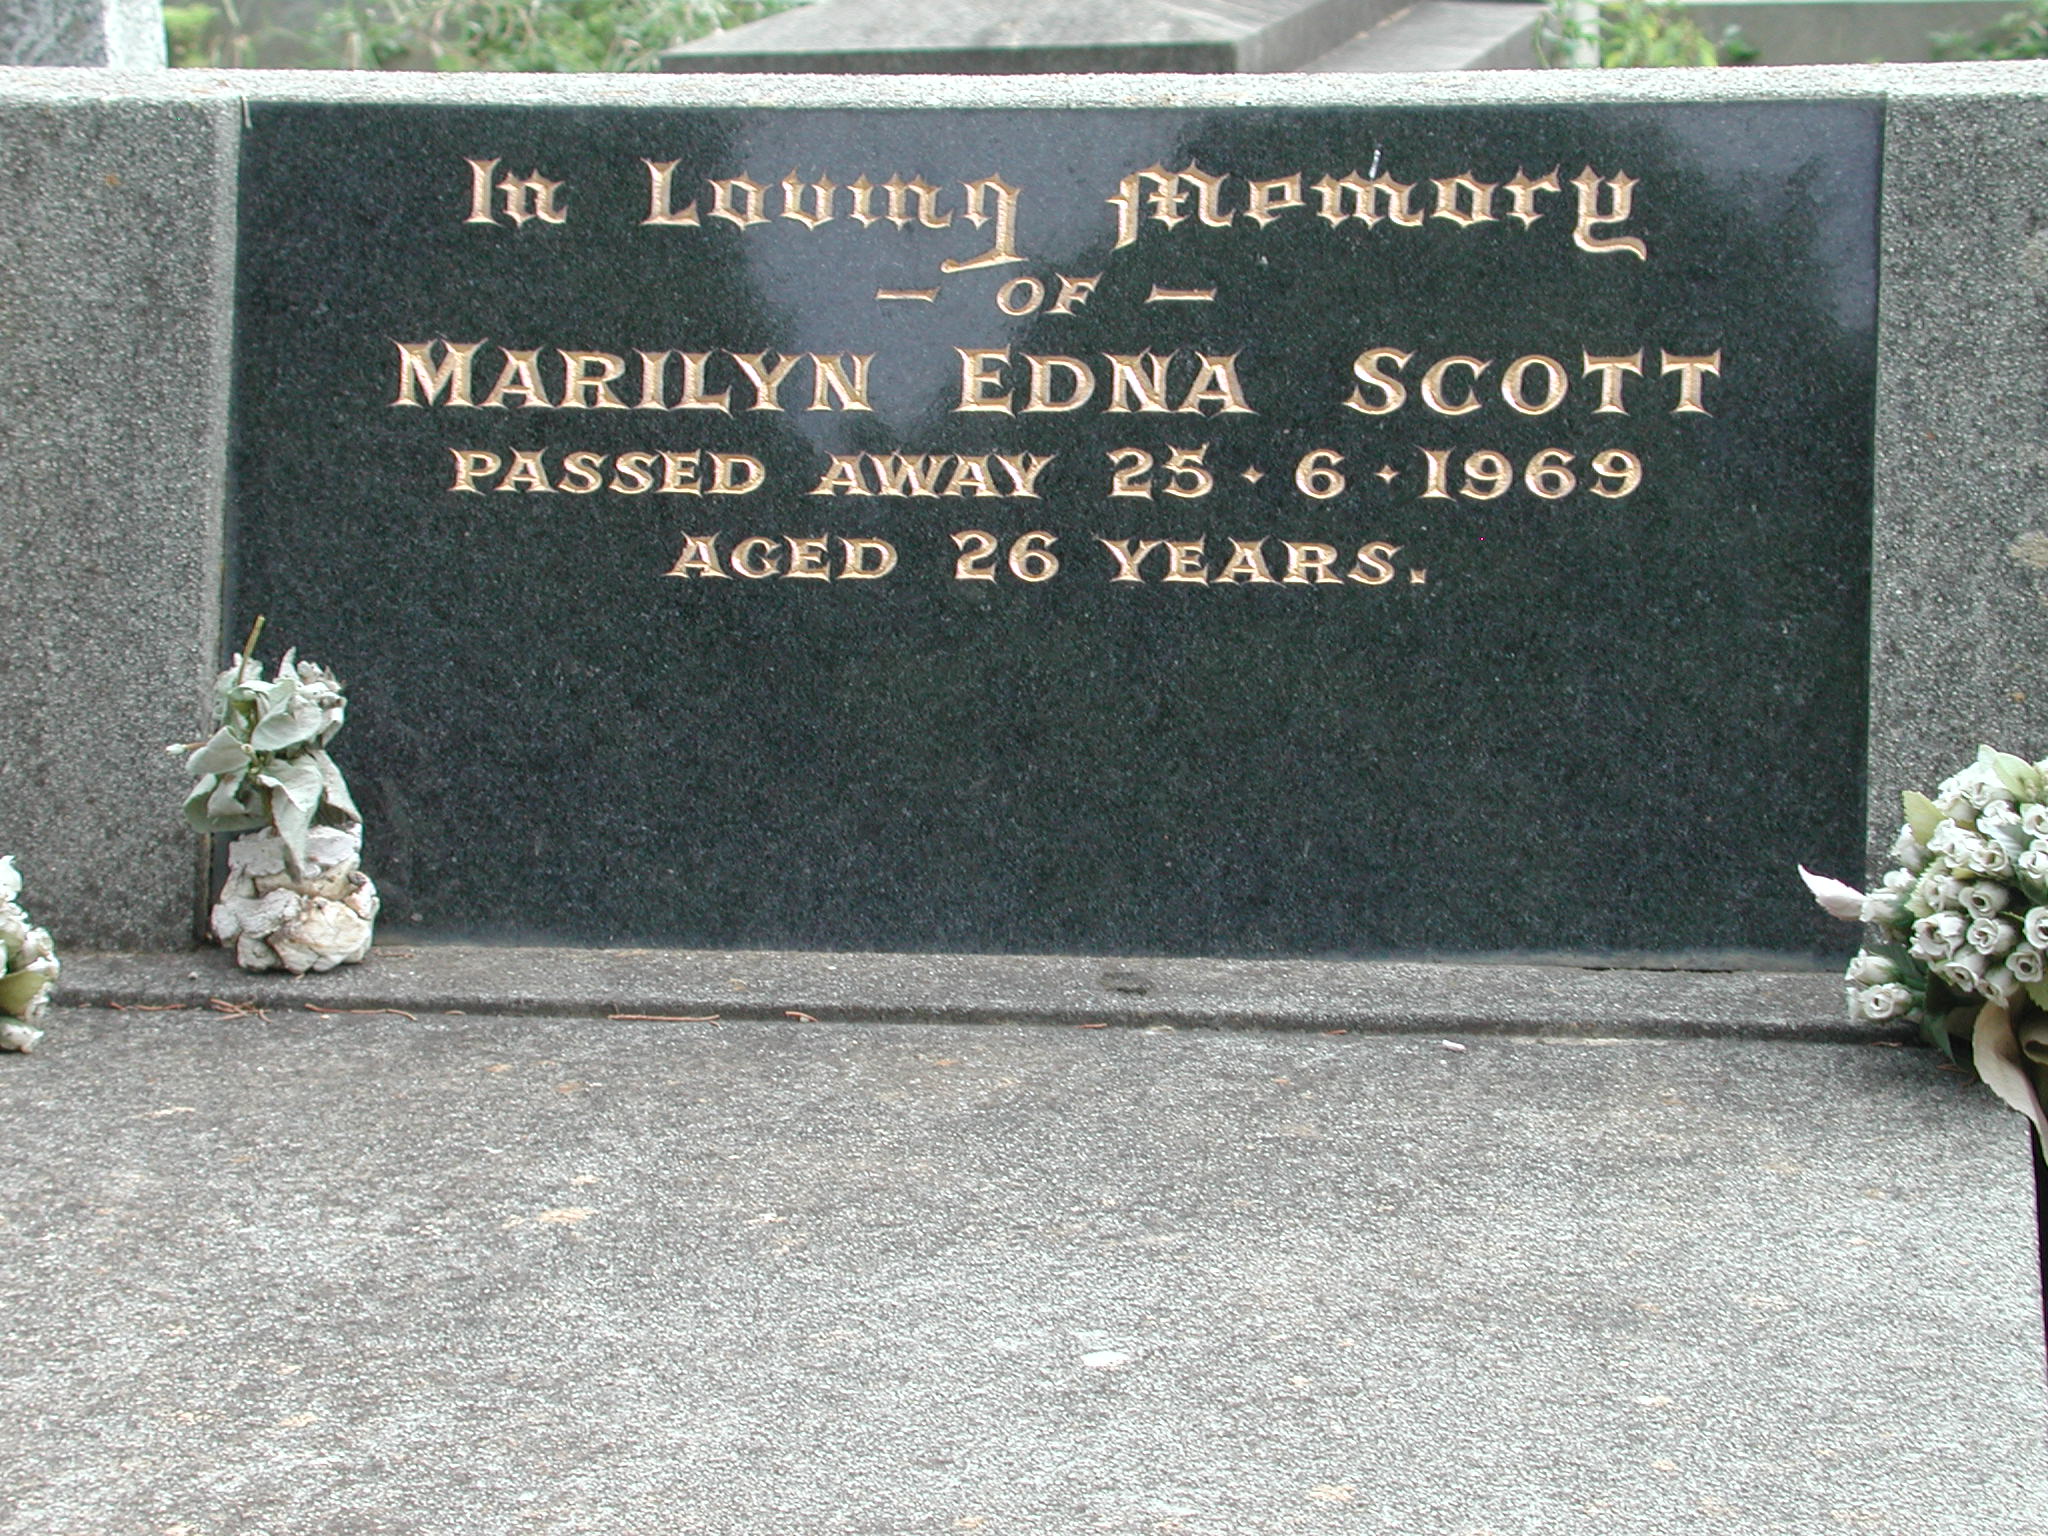 In Loving Memory
— OF —
MARILYN EDNA SCOTT
PASSED AWAY 25·6·1969
AGED 26 YEARS.